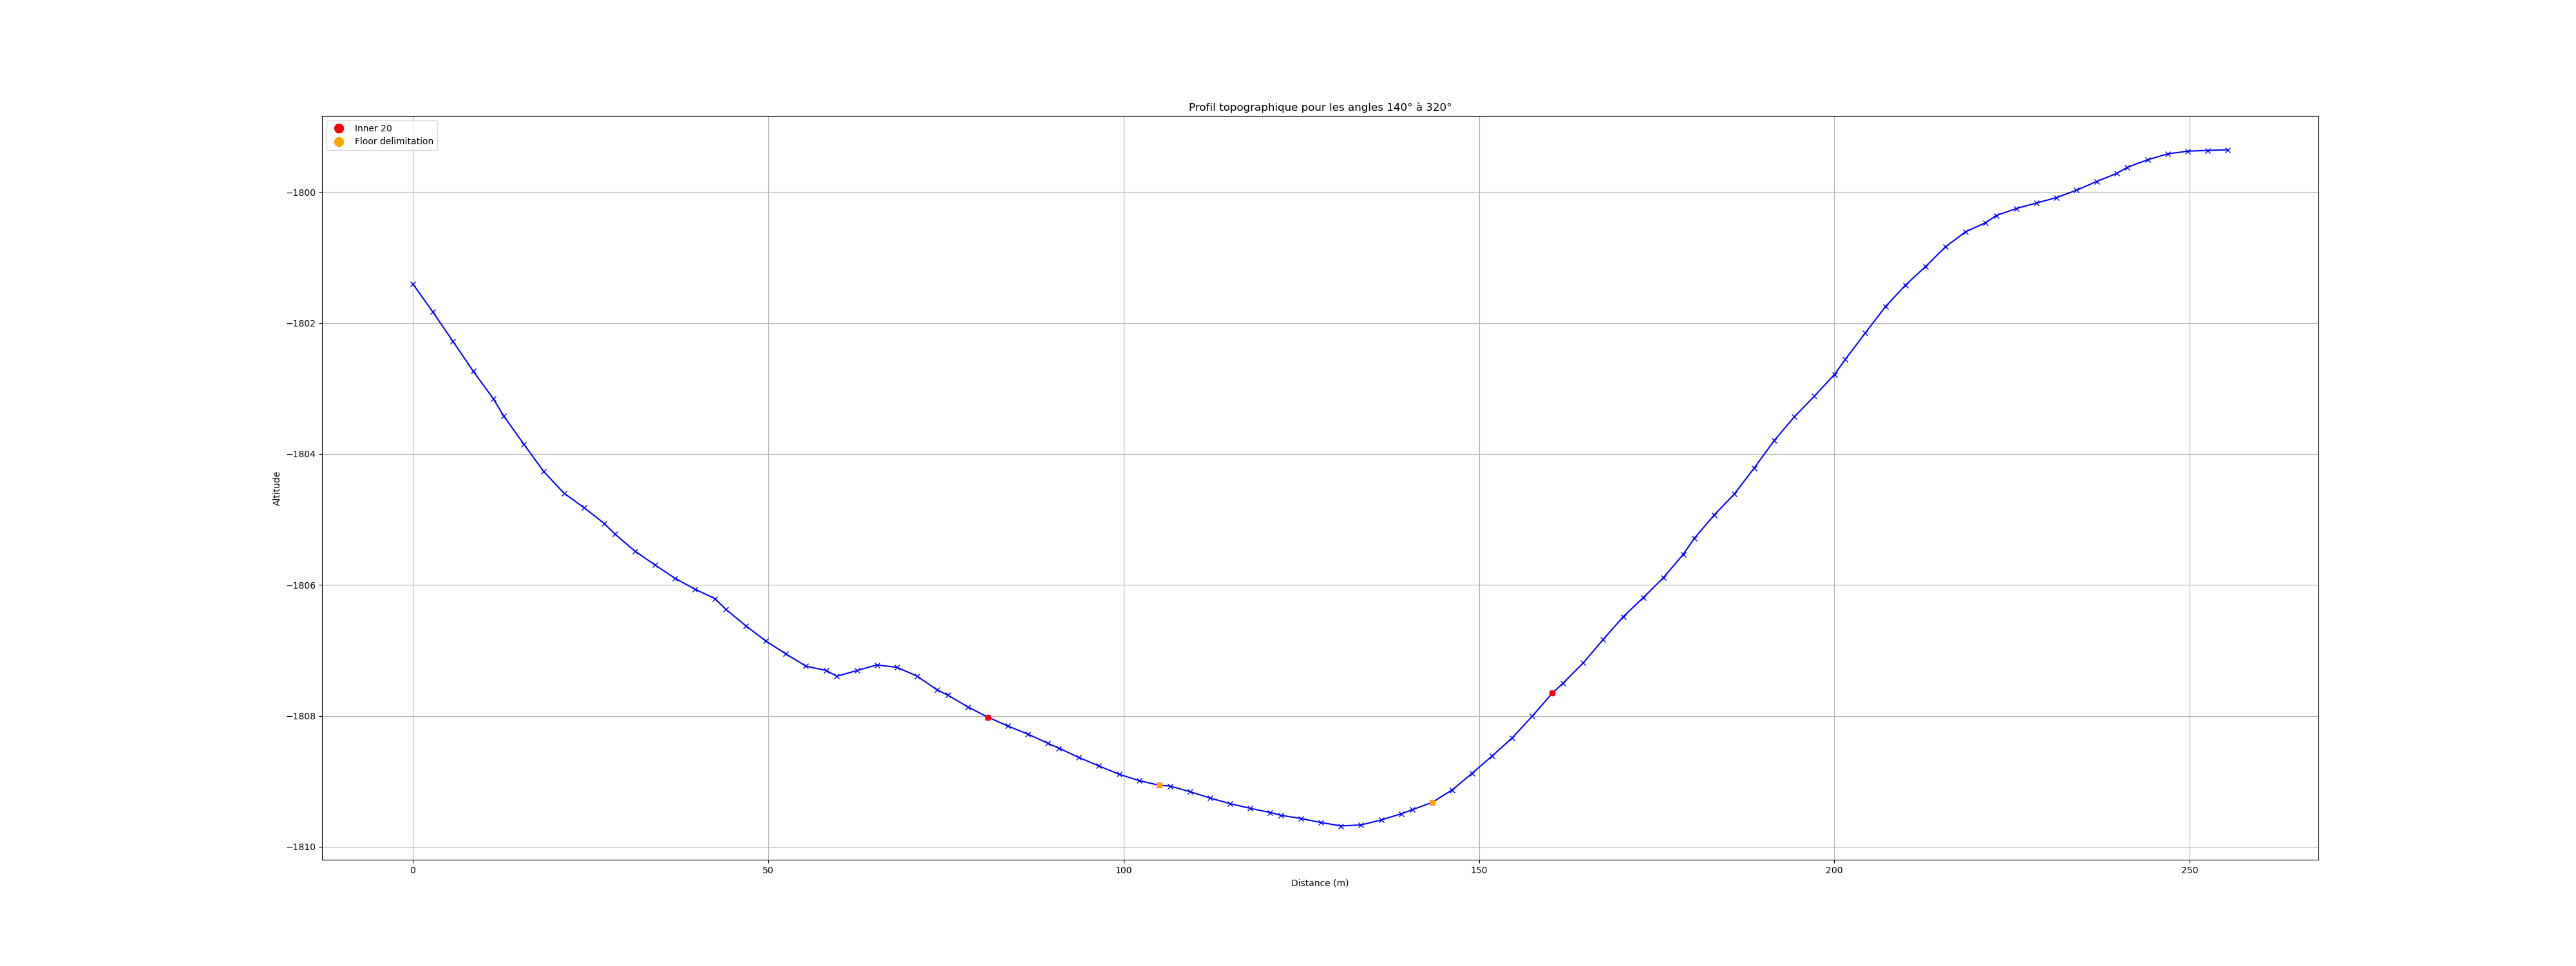 Profil topographique pour les angles 140° à 320°
Inner 20
Floor delimitation
−1800
−1802
−1804
−1806
−1808
−1810
Altitude
0 50 100 150 200 250
Distance (m)